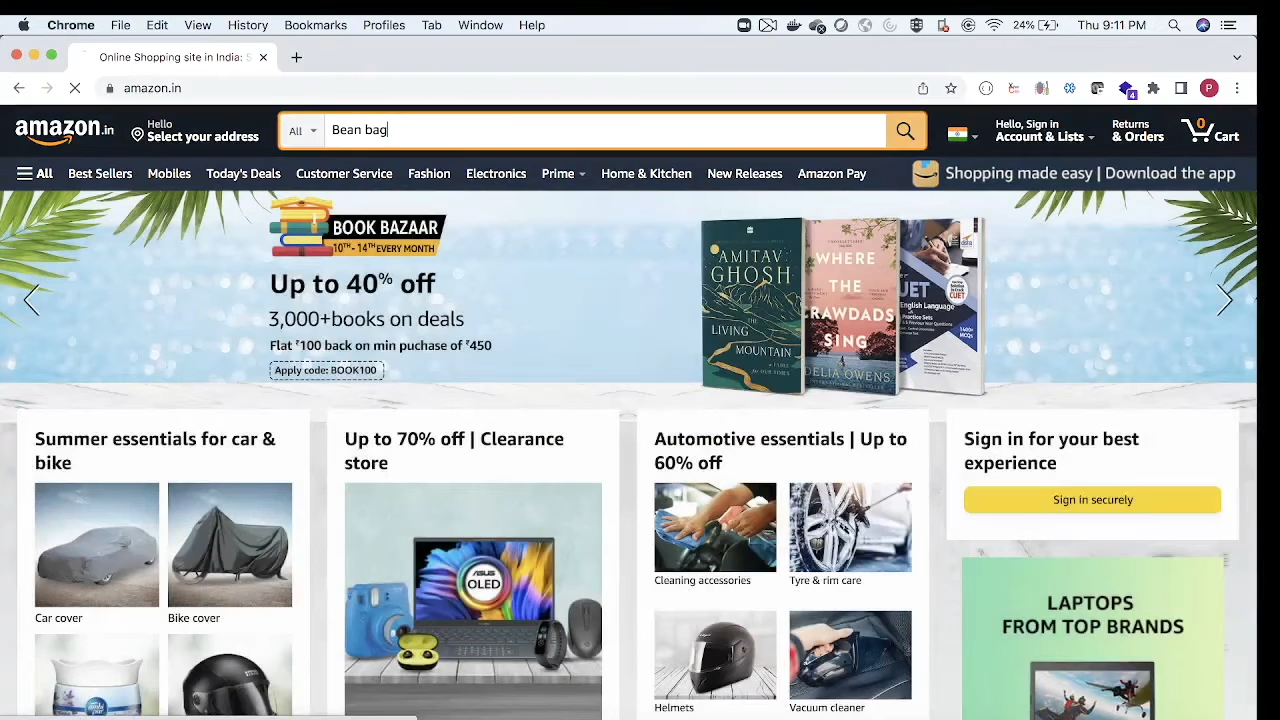 Chrome File Edit View History Bookmarks Profiles Tab Window Help 24% Thu 9:11 PM
Online Shopping site in India: S
amazon.in
4
P
amazon.in
Hello
Select your address
All
Bean bag
Hello, Sign in
Account & Lists
Returns
& Orders
0
Cart
All Best Sellers Mobiles Today's Deals Customer Service Fashion Electronics Prime Home & Kitchen New Releases Amazon Pay
Shopping made easy | Download the app
BOOK BAZAAR
10TH - 14TH EVERY MONTH
Up to 40% off
3,000+books on deals
Flat ₹100 back on min puchase of ₹450
Apply code: BOOK100
AMITAV
GHOSH
THE
LIVING
MOUNTAIN
WHERE
THE
CRAWDADS
SING
DELIA OWENS
CUET
English Language
Summer essentials for car &
bike
Car cover
Bike cover
Up to 70% off | Clearance
store
ASUS
OLED
Automotive essentials | Up to
60% off
Cleaning accessories
Tyre & rim care
Helmets
Vacuum cleaner
Sign in for your best
experience
Sign in securely
LAPTOPS
FROM TOP BRANDS